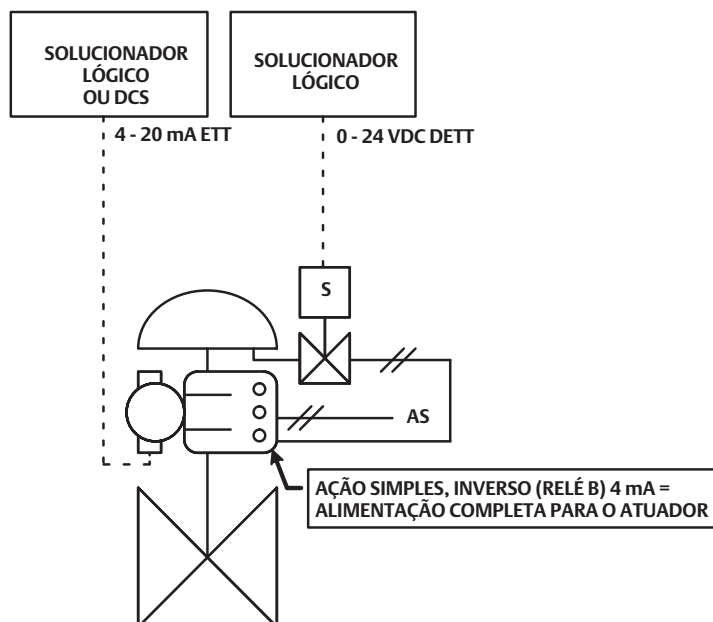 SOLUCIONADOR
LÓGICO
OU DCS
SOLUCIONADOR
LÓGICO
4 - 20 mA ETT
0 - 24 VDC DETT
S
AS
AÇÃO SIMPLES, INVERSO (RELÉ B) 4 mA =
ALIMENTAÇÃO COMPLETA PARA O ATUADOR